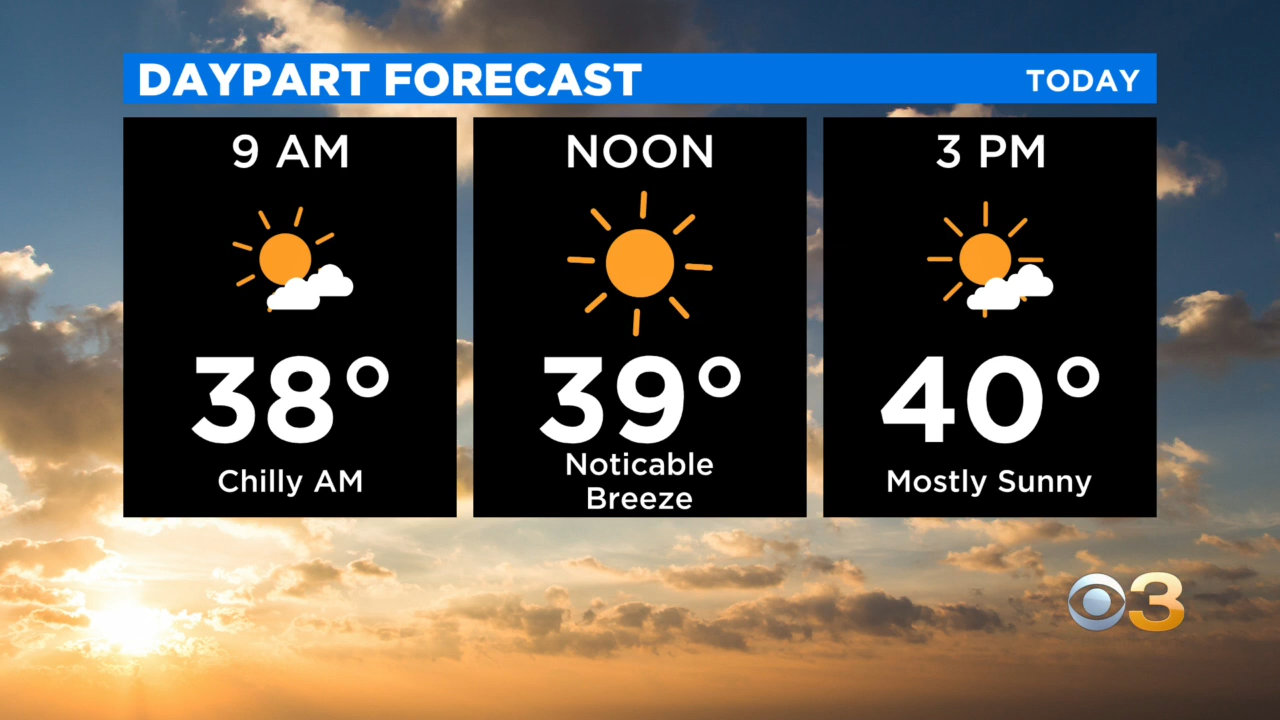 DAYPART FORECAST
TODAY
9 AM
NOON
3 PM
38°
39°
40°
Chilly AM
Noticable
Breeze
Mostly Sunny
3